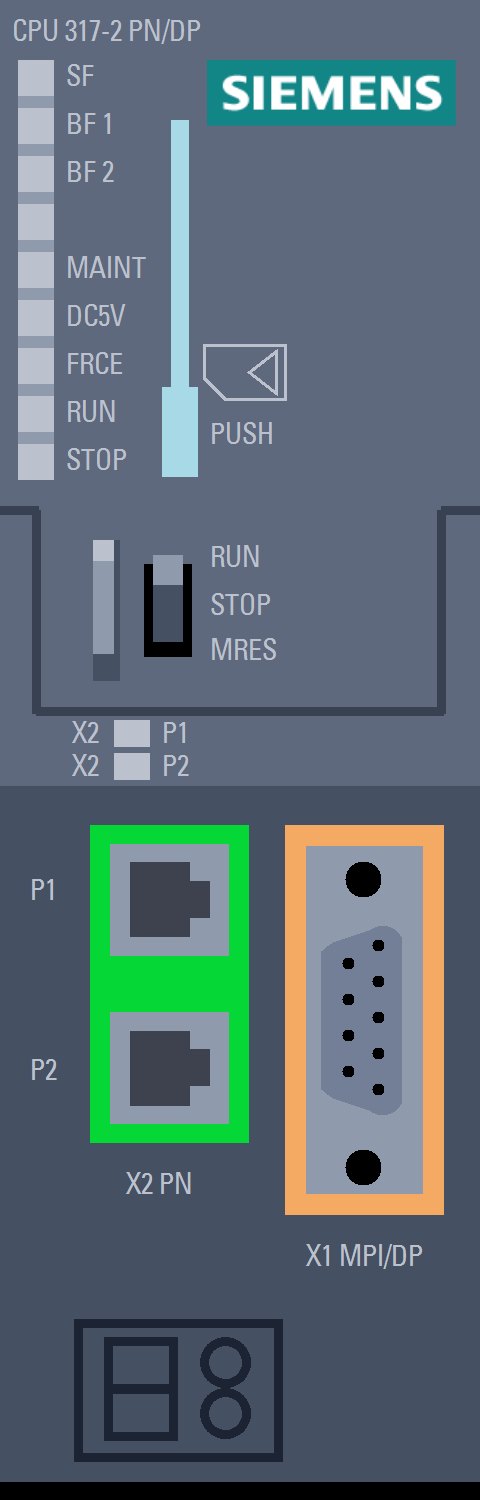 CPU 317-2 PN/DP
SF
SIEMENS
BF 1
BF 2
MAINT
DC5V
FRCE
RUN
STOP
PUSH
RUN
STOP
MRES
X2 P1
X2 P2
P1
P2
X2 PN
X1 MPI/DP